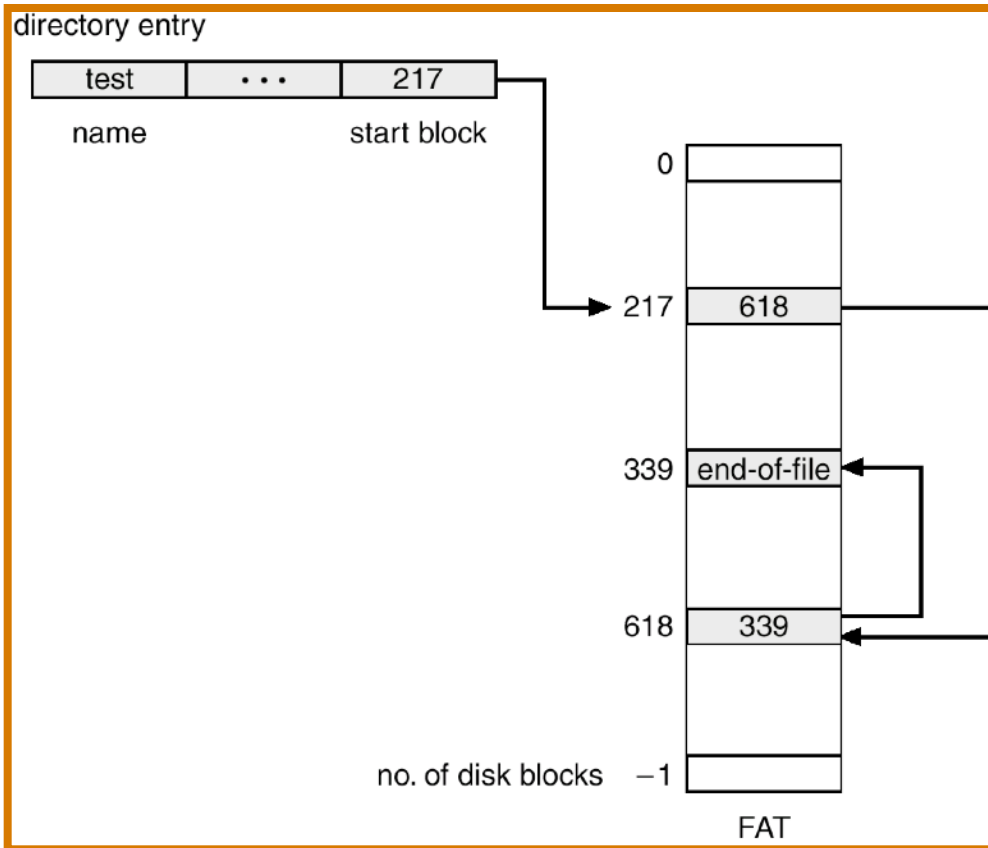 directory entry
test ··· 217
name start block
0
217 618
339 end-of-file
618 339
no. of disk blocks −1
FAT